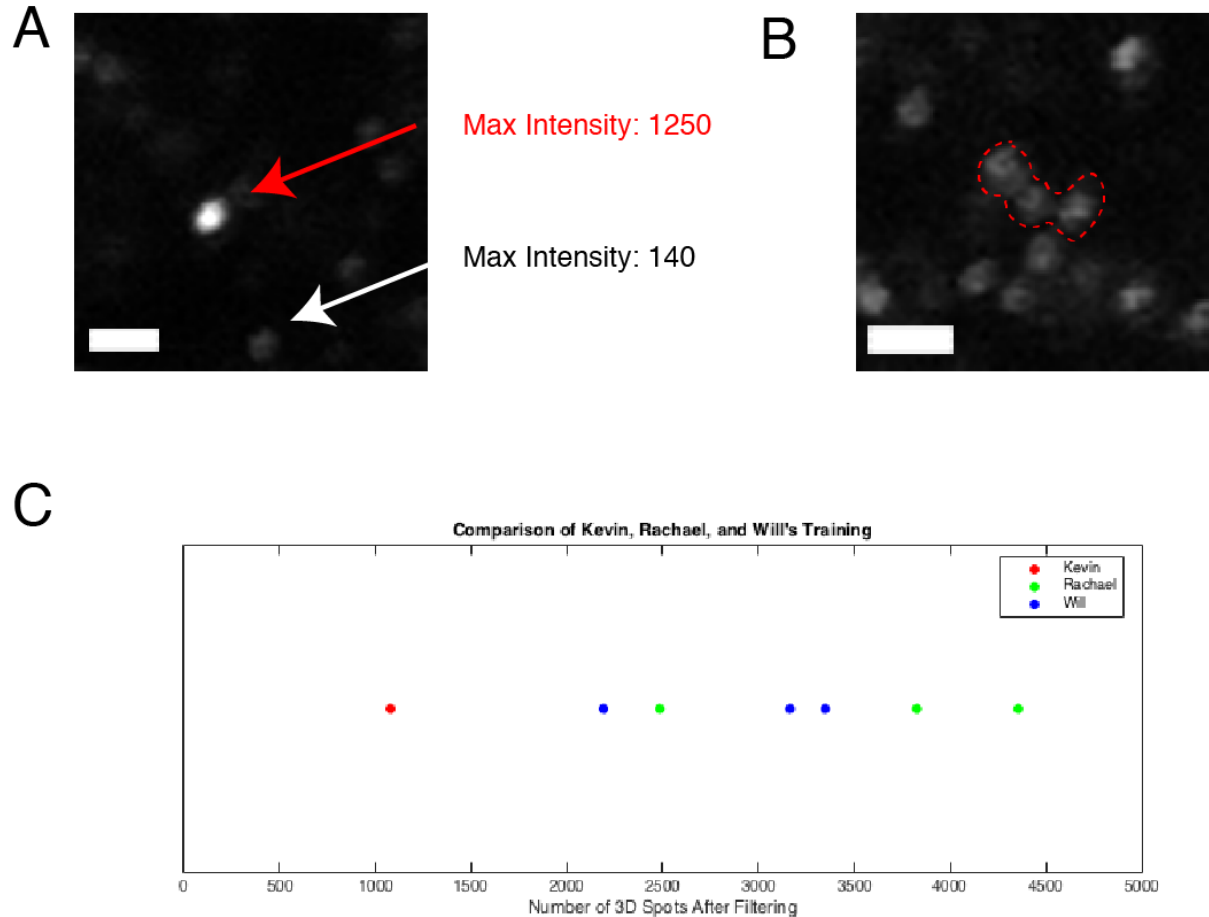 A
B
Max Intensity: 1250
Max Intensity: 140
C
Comparison of Kevin, Rachael, and Will's Training
Kevin
Rachael
Will
0 500 1000 1500 2000 2500 3000 3500 4000 4500 5000
Number of 3D Spots After Filtering